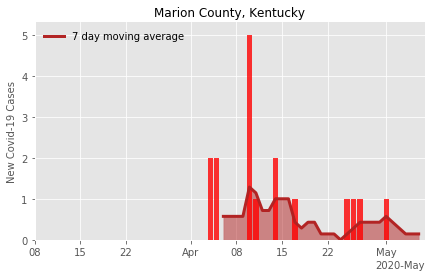 Marion County, Kentucky
7 day moving average
New Covid-19 Cases
5
4
3
2
1
0
08 15 22 Apr 08 15 22 May
2020-May